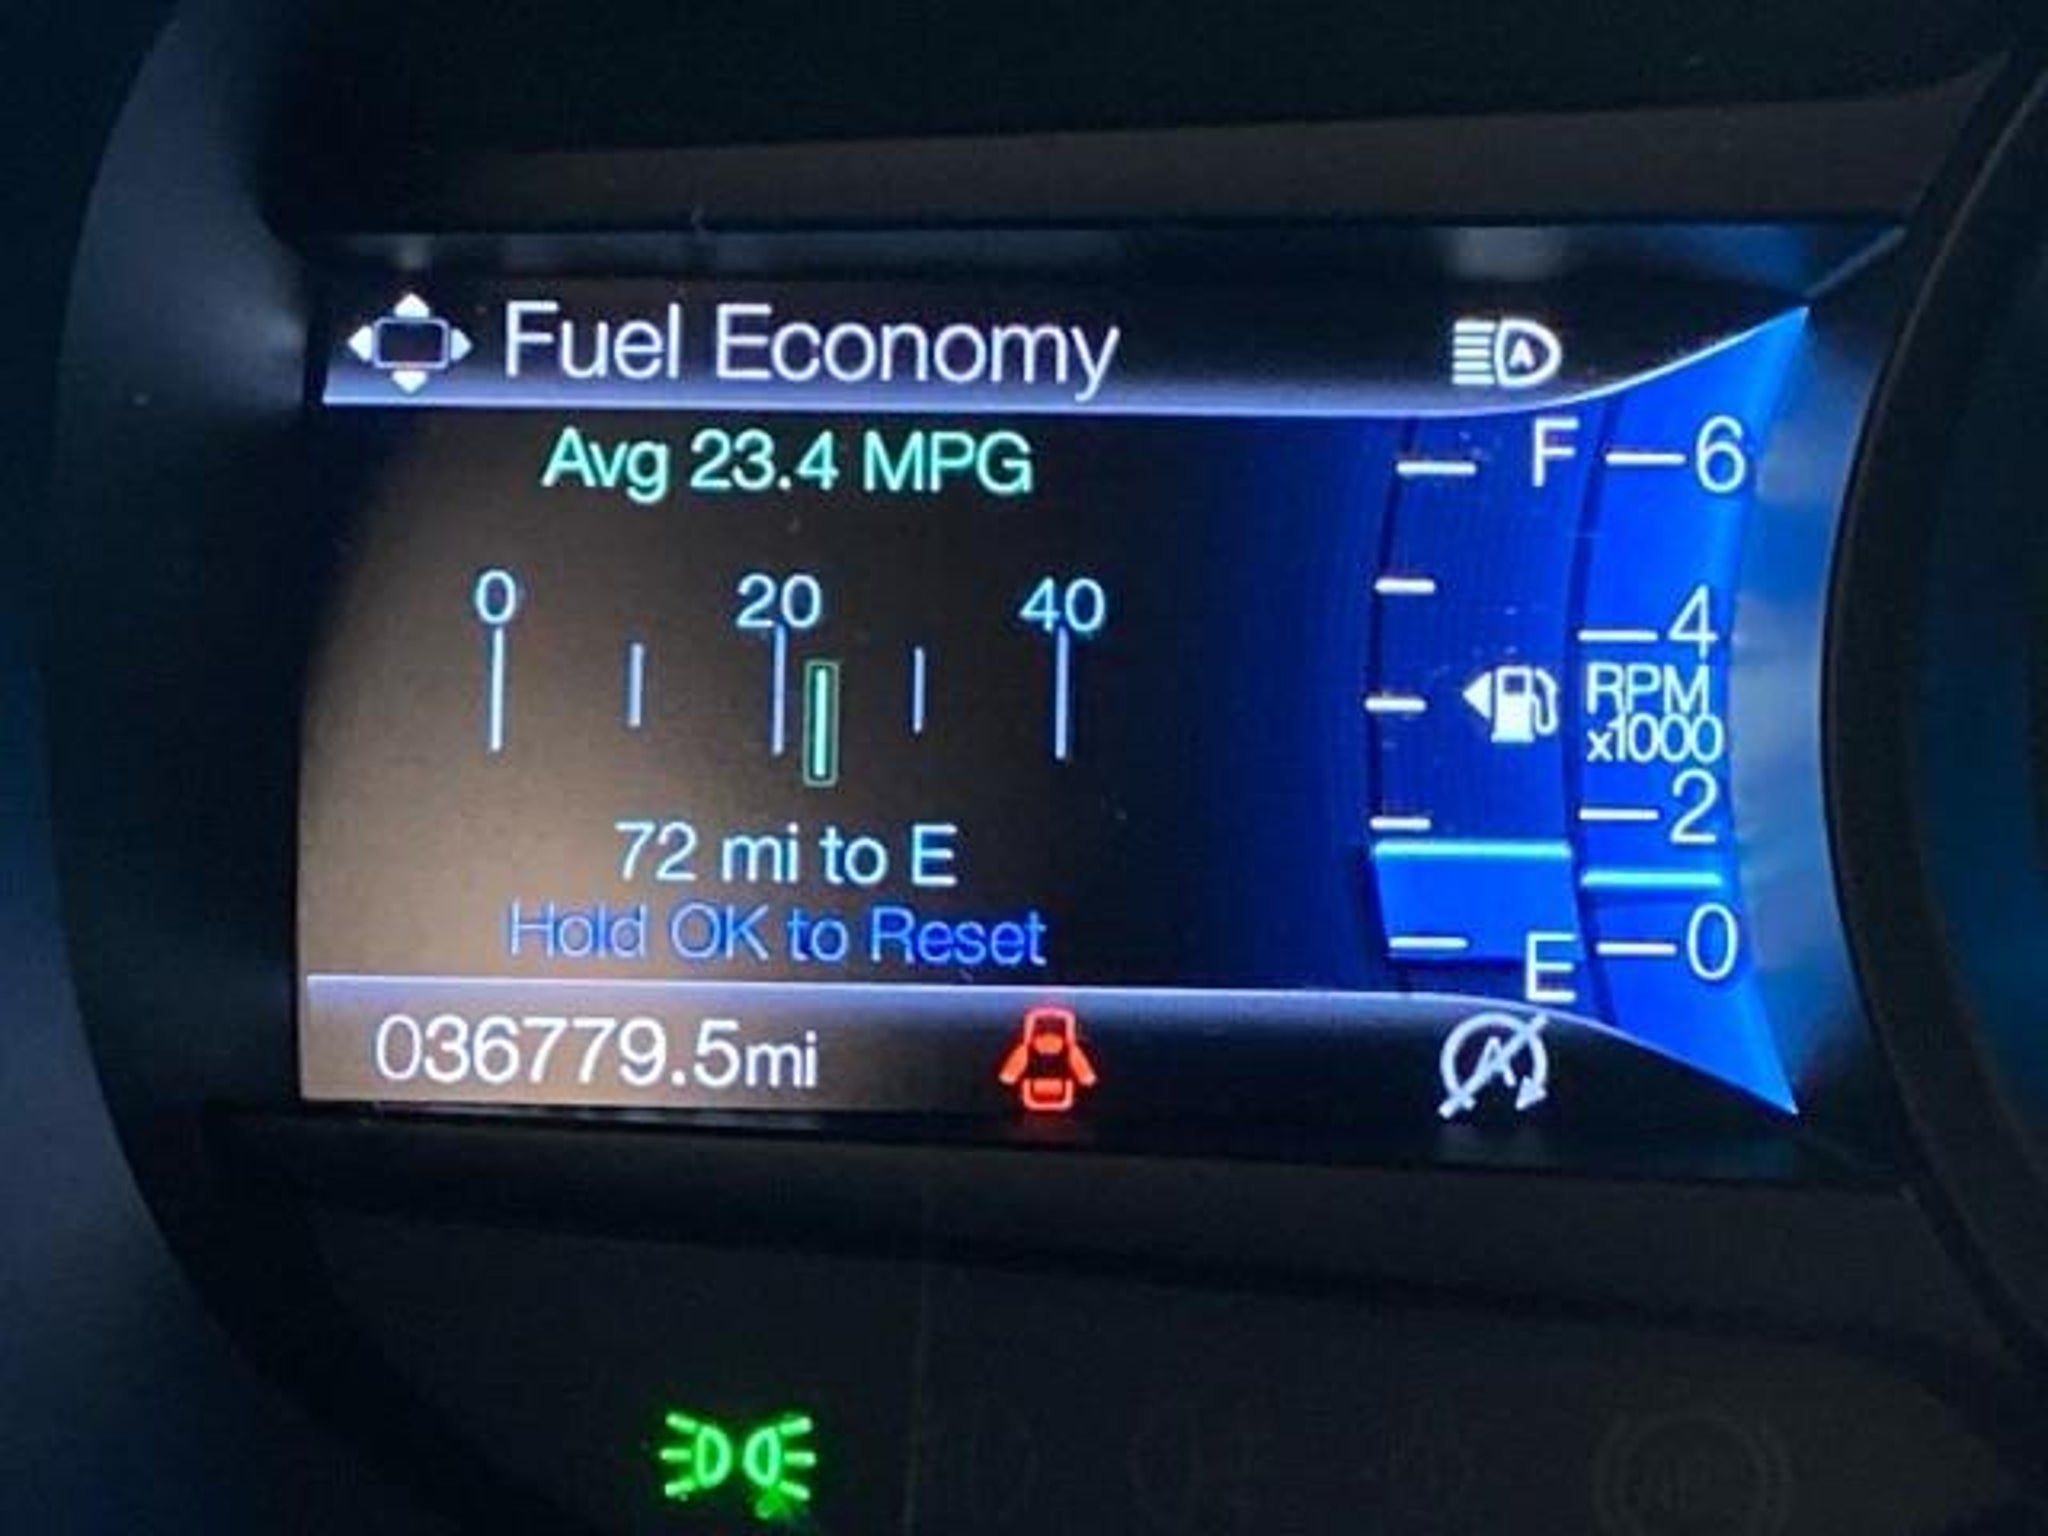 Fuel Economy
Avg 23.4 MPG
0 20 40
72 mi to E
Hold OK to Reset
036779.5mi
F
E
6
4
RPM
x1000
2
0
A
A